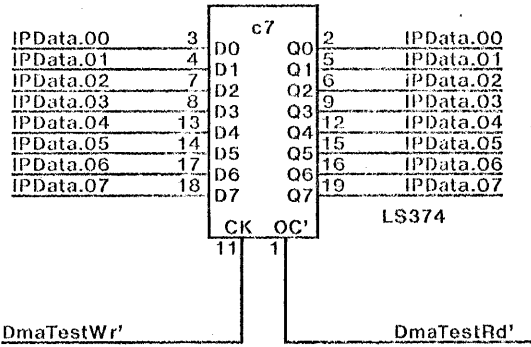 c7
IPData.00 3 D0 Q0 2 IPData.00
IPData.01 4 D1 Q1 5 IPData.01
IPData.02 7 D2 Q2 6 IPData.02
IPData.03 8 D3 Q3 9 IPData.03
IPData.04 13 D4 Q4 12 IPData.04
IPData.05 14 D5 Q5 15 IPData.05
IPData.06 17 D6 Q6 16 IPData.06
IPData.07 18 D7 Q7 19 IPData.07
LS374
CK OC'
11 1
DmaTestWr' DmaTestRd'